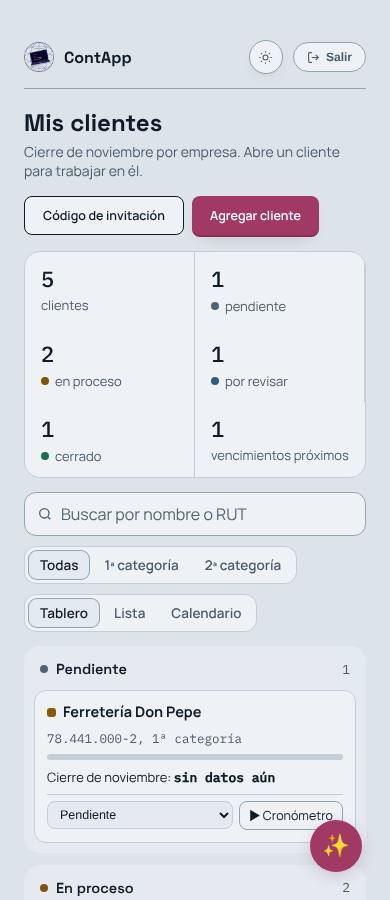 ContApp
Salir
Mis clientes
Cierre de noviembre por empresa. Abre un cliente
para trabajar en él.
Código de invitación
Agregar cliente
5
clientes
1
pendiente
2
en proceso
1
por revisar
1
cerrado
1
vencimientos próximos
Buscar por nombre o RUT
Todas
1ª categoría
2ª categoría
Tablero
Lista
Calendario
Pendiente
1
Ferretería Don Pepe
78.441.000-2, 1ª categoría
Cierre de noviembre: sin datos aún
Pendiente
Cronómetro
En proceso
2